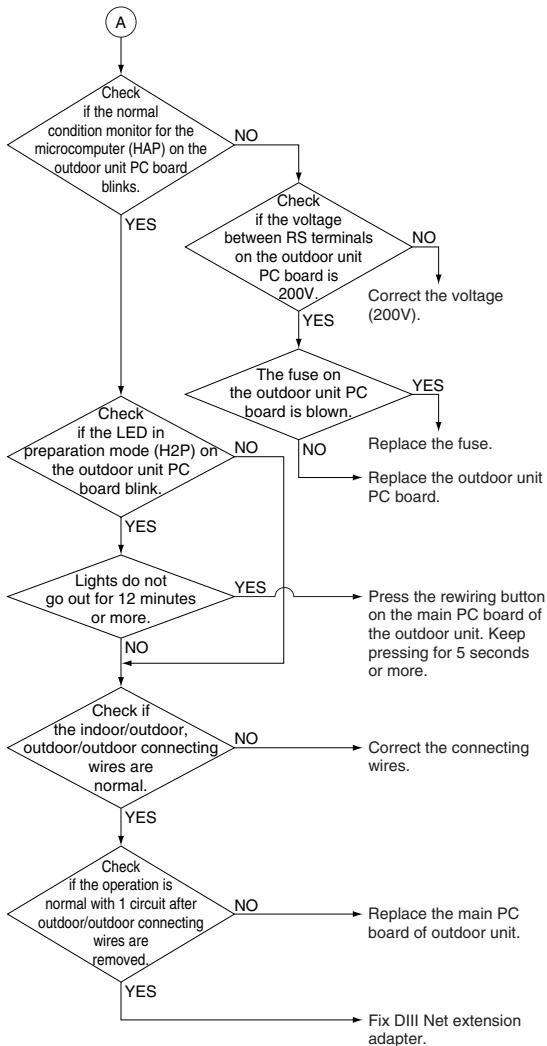 A
Check
if the normal
condition monitor for the
microcomputer (HAP) on the
outdoor unit PC board
blinks.
NO
YES
Check
if the voltage
between RS terminals
on the outdoor unit
PC board is
200V.
NO
Correct the voltage
(200V).
YES
The fuse on
the outdoor unit PC
board is blown.
YES
Replace the fuse.
NO
Replace the outdoor unit
PC board.
Check
if the LED in
preparation mode (H2P) on
the outdoor unit PC
board blink.
NO
YES
Lights do not
go out for 12 minutes
or more.
YES
Press the rewiring button
on the main PC board of
the outdoor unit. Keep
pressing for 5 seconds
or more.
NO
Check if
the indoor/outdoor,
outdoor/outdoor connecting
wires are
normal.
NO
Correct the connecting
wires.
YES
Check
if the operation is
normal with 1 circuit after
outdoor/outdoor connecting
wires are
removed.
NO
Replace the main PC
board of outdoor unit.
YES
Fix DIII Net extension
adapter.